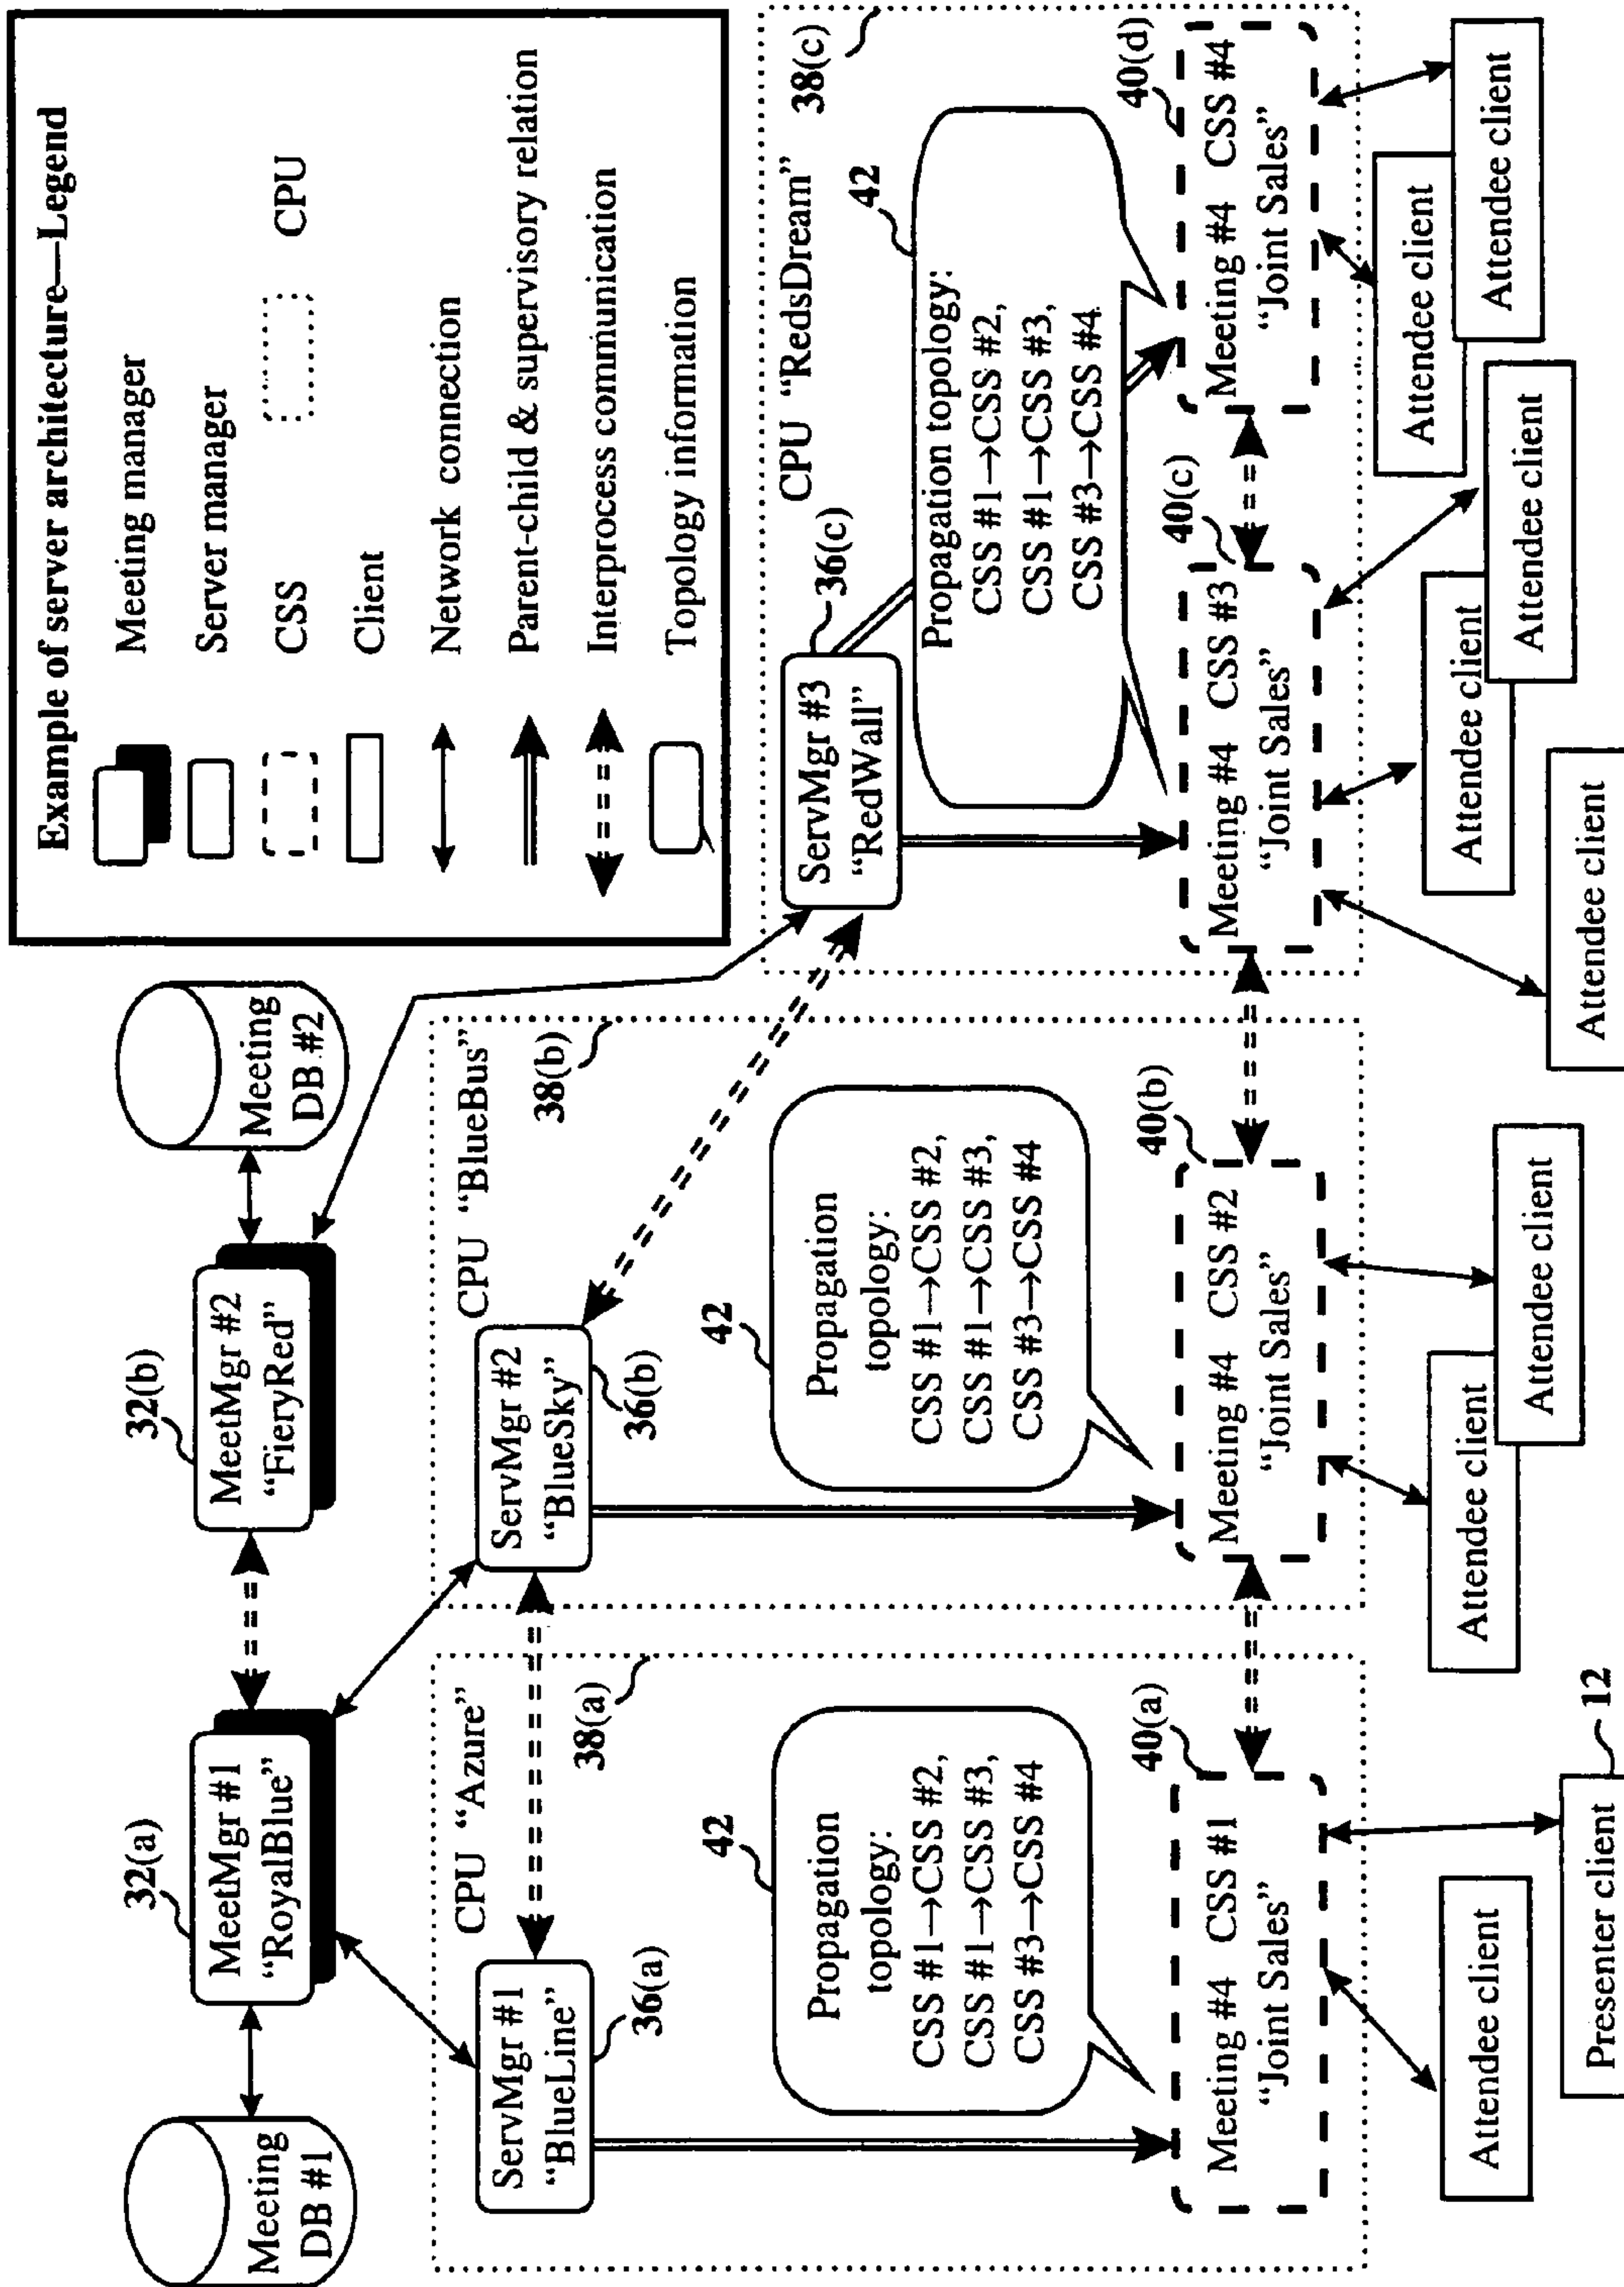 Example of server architecture—Legend
Meeting manager
Server manager
CSS
CPU
Client
Network connection
Parent-child & supervisory relation
Interprocess communication
Topology information
Meeting
DB #1
32(a)
MeetMgr #1
“RoyalBlue”
32(b)
MeetMgr #2
“FieryRed”
Meeting
DB #2
CPU “Azure”
ServMgr #1
“BlueLine”
36(a)
38(a)
42
Propagation
topology:
CSS #1→CSS #2,
CSS #1→CSS #3,
CSS #3→CSS #4
40(a)
Meeting #4 CSS #1
“Joint Sales”
Attendee client
Presenter client
12
CPU “BlueBus”
ServMgr #2
“BlueSky”
36(b)
38(b)
42
Propagation
topology:
CSS #1→CSS #2,
CSS #1→CSS #3,
CSS #3→CSS #4
40(b)
Meeting #4 CSS #2
“Joint Sales”
Attendee client
Attendee client
CPU “RedsDream”
38(c)
ServMgr #3
“RedWall”
36(c)
42
Propagation topology:
CSS #1→CSS #2,
CSS #1→CSS #3,
CSS #3→CSS #4
40(c)
Meeting #4 CSS #3
“Joint Sales”
40(d)
Meeting #4 CSS #4
“Joint Sales”
Attendee client
Attendee client
Attendee client
Attendee client
Attendee client